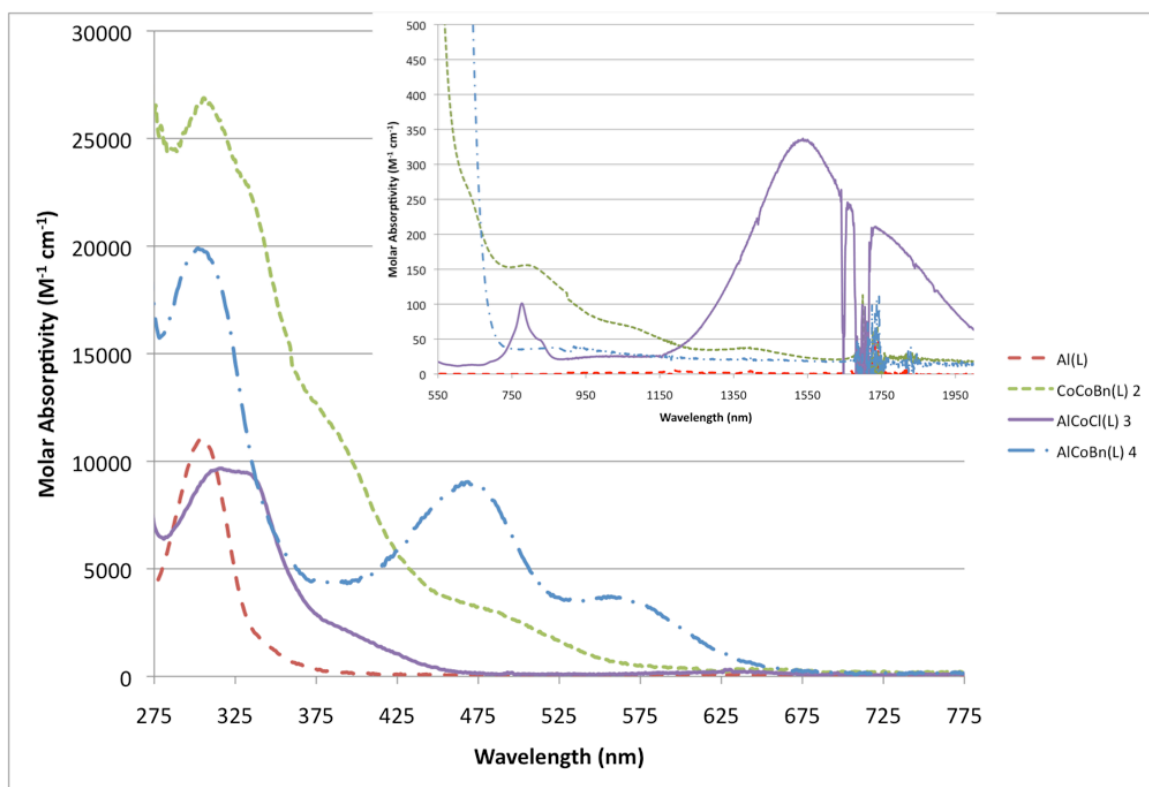 30000
25000
20000
15000
10000
5000
0
Molar Absorptivity (M⁻¹ cm⁻¹)
275 325 375 425 475 525 575 625 675 725 775
Wavelength (nm)
500
450
400
350
300
250
200
150
100
50
0
Molar Absorptivity (M⁻¹ cm⁻¹)
550 750 950 1150 1350 1550 1750 1950
Wavelength (nm)
Al(L)
CoCoBn(L) 2
AlCoCl(L) 3
AlCoBn(L) 4